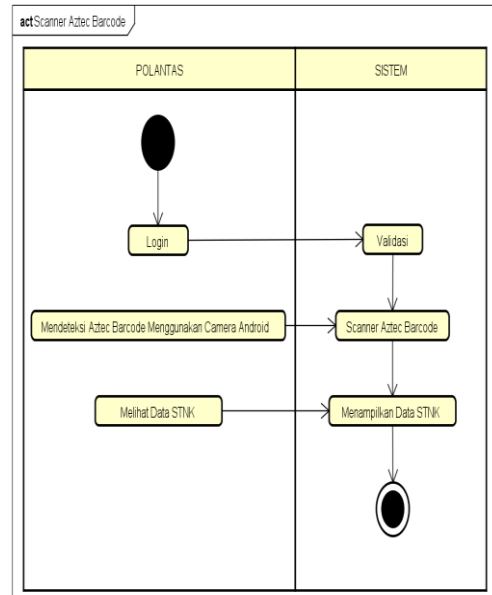 act Scanner Aztec Barcode
POLANTAS
SISTEM
Login
Validasi
Mendeteksi Aztec Barcode Menggunakan Camera Android
Scanner Aztec Barcode
Melihat Data STNK
Menampilkan Data STNK